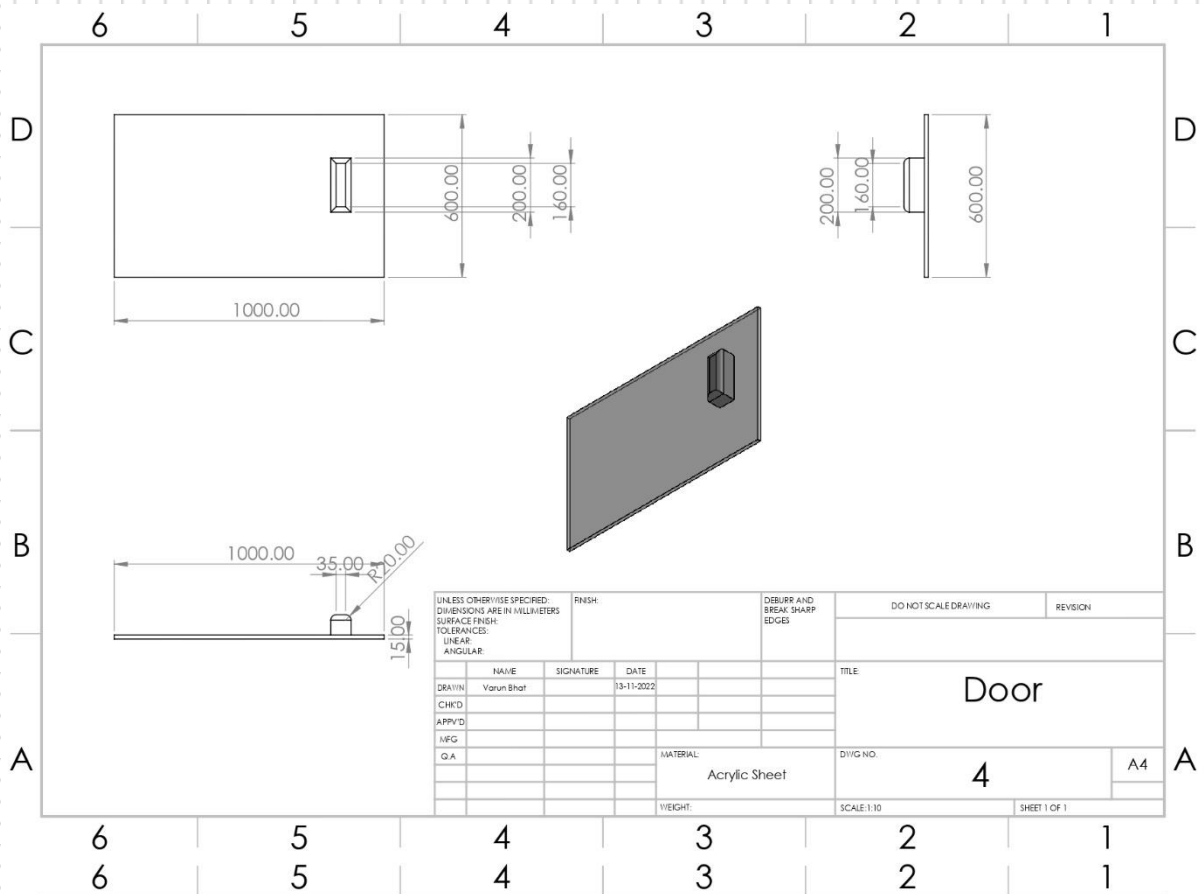 6 5 4 3 2 1
D D
600.00 200.00 160.00
200.00 160.00 600.00
1000.00
C C
B B
1000.00 35.00 R20.00
15.00
UNLESS OTHERWISE SPECIFIED:
DIMENSIONS ARE IN MILLIMETERS
SURFACE FINISH:
TOLERANCES:
LINEAR:
ANGULAR:
FINISH:
DEBURR AND
BREAK SHARP
EDGES
DO NOT SCALE DRAWING
REVISION
NAME SIGNATURE DATE
DRAWN Varun Bhat 13-11-2022
CHK'D
APPV'D
MFG
Q.A
TITLE:
Door
MATERIAL:
Acrylic Sheet
DWG NO.
4
A4
WEIGHT:
SCALE:1:10
SHEET 1 OF 1
A A
6 5 4 3 2 1
6 5 4 3 2 1